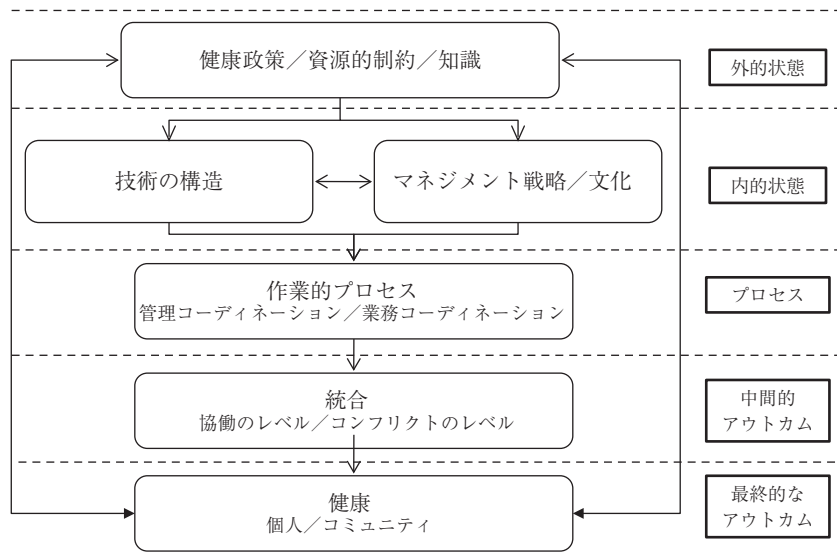 健康政策／資源的制約／知識
外的状態
技術の構造
マネジメント戦略／文化
内的状態
作業的プロセス
管理コーディネーション／業務コーディネーション
プロセス
統合
協働のレベル／コンフリクトのレベル
中間的
アウトカム
健康
個人／コミュニティ
最終的な
アウトカム